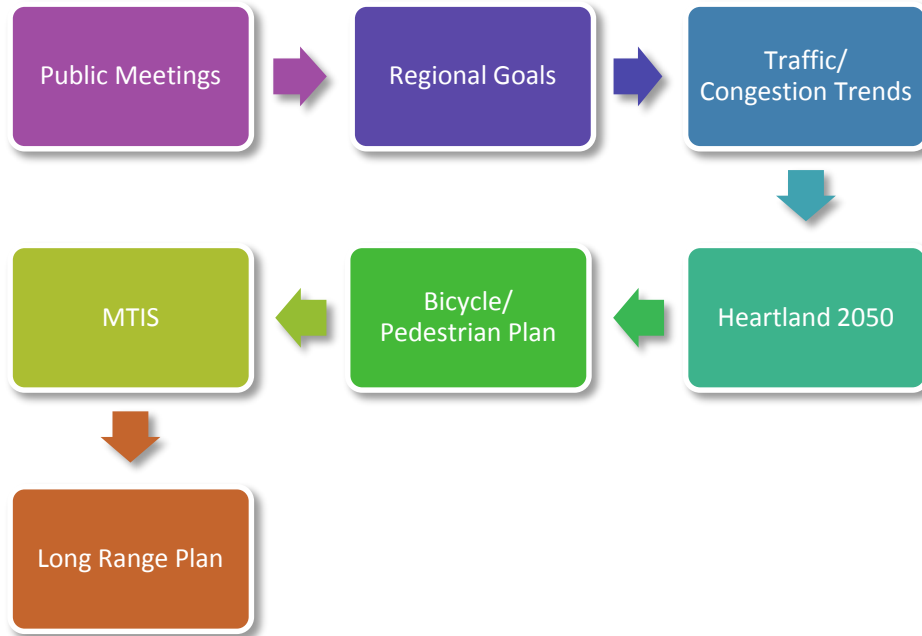 Public Meetings
Regional Goals
Traffic/
Congestion Trends
Heartland 2050
Bicycle/
Pedestrian Plan
MTIS
Long Range Plan